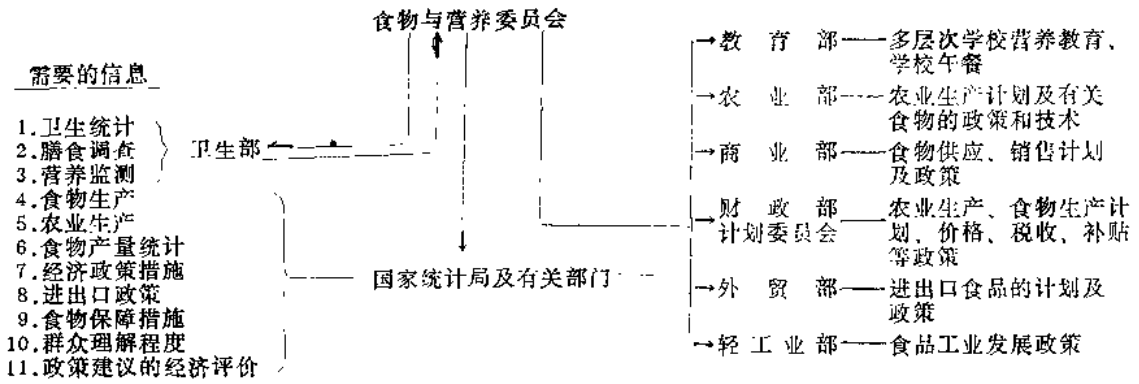 食物与营养委员会
需要的信息
1.卫生统计
2.膳食调查
3.营养监测
4.食物生产
5.农业生产
6.食物产量统计
7.经济政策措施
8.进出口政策
9.食物保障措施
10.群众理解程度
11.政策建议的经济评价
卫生部
国家统计局及有关部门
教育部 多层次学校营养教育、
学校午餐
农业部 农业生产计划及有关
食物的政策和技术
商业部 食物供应、销售计划
及政策
财政部 农业生产、食物生产计
计划委员会 划、价格、税收、补贴
等政策
外贸部 进出口食品的计划及
政策
轻工业部 食品工业发展政策